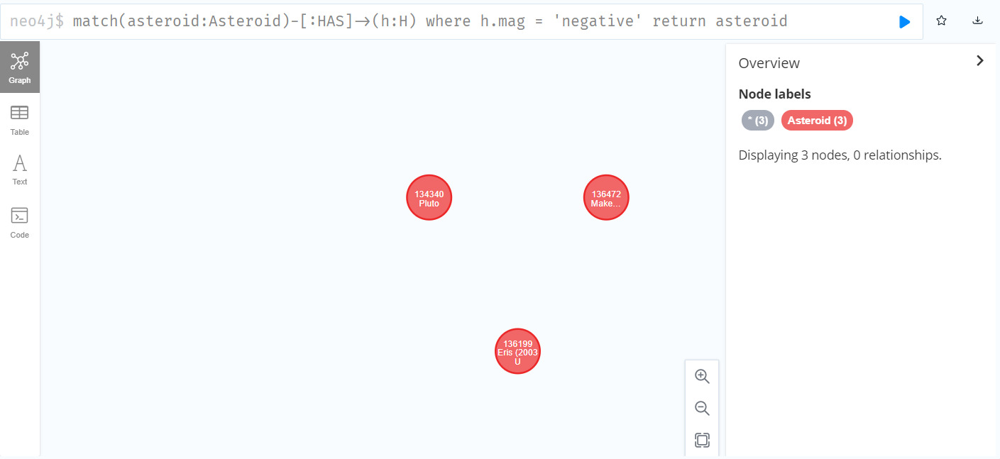 neo4j$ match(asteroid:Asteroid)-[:HAS]→(h:H) where h.mag = 'negative' return asteroid
Graph
Table
Text
Code
134340
Pluto
136472
Make...
136199
Eris (2003
U
Overview
Node labels
* (3) Asteroid (3)
Displaying 3 nodes, 0 relationships.